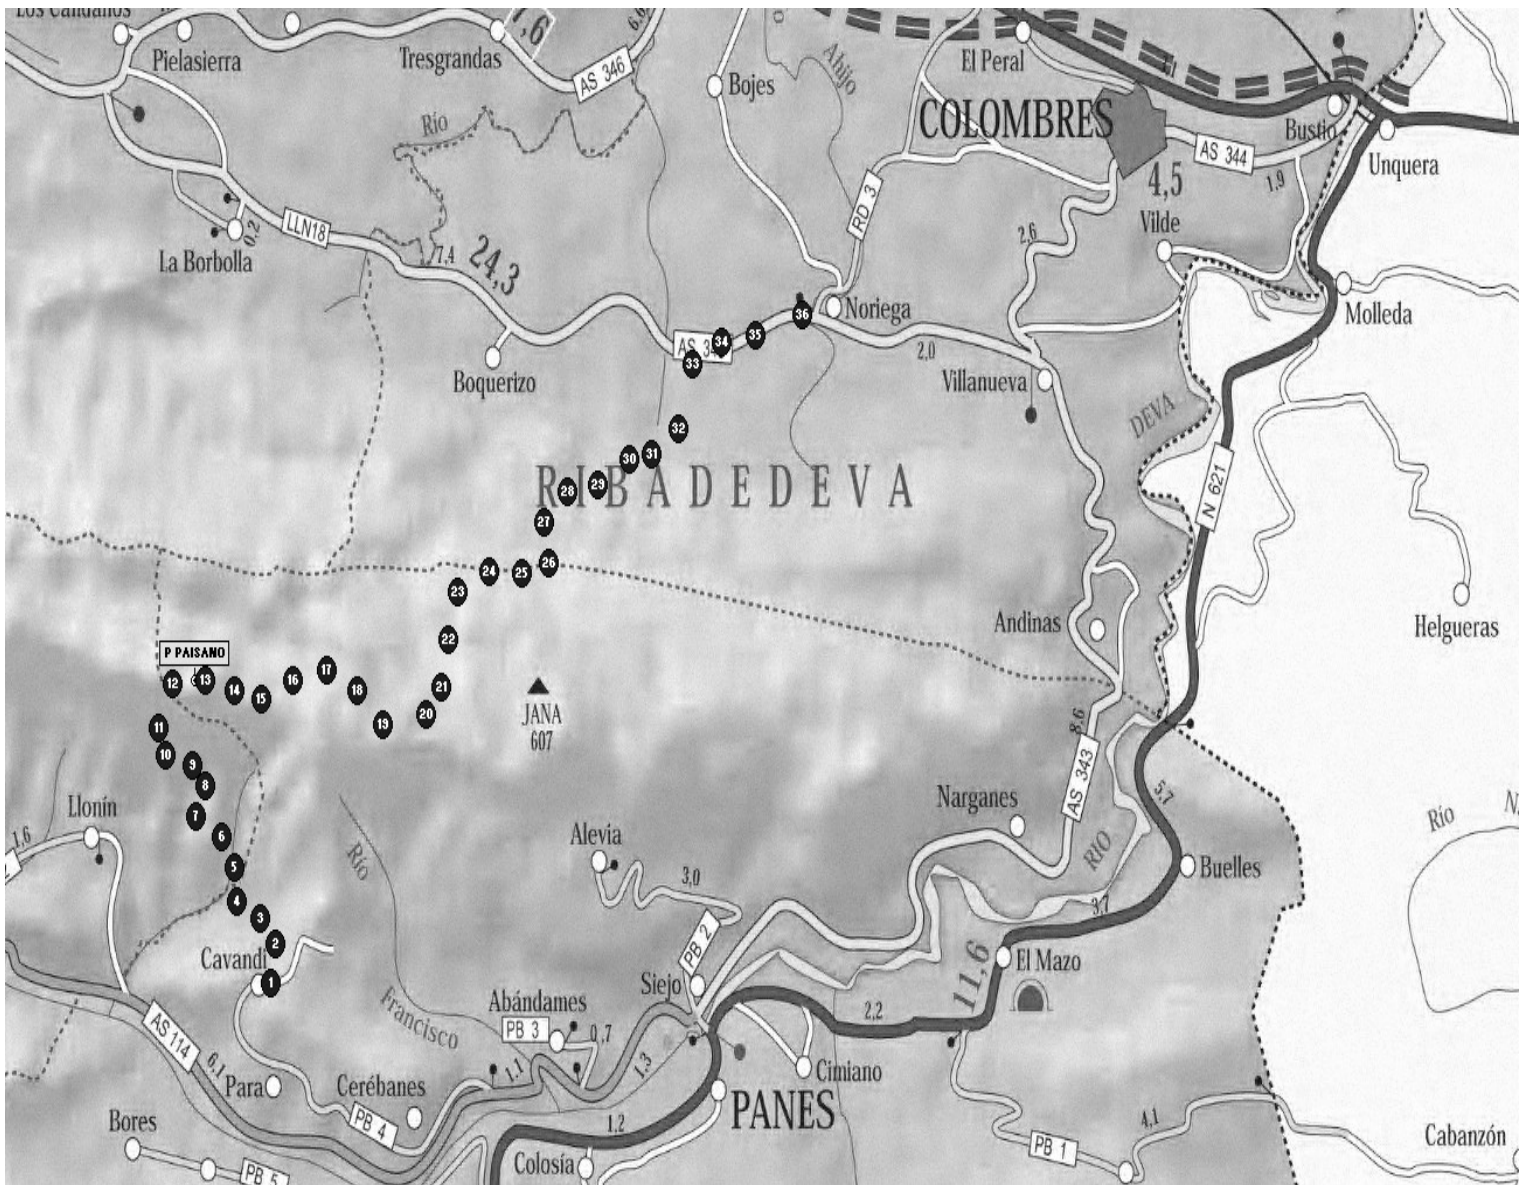 Pielasierra
Tresgrandas
AS 346
Bojes
Ahijo
El Peral
COLOMBRES
Bustio
Unquera
AS 344
1,9
4,5
Vilde
Río
RD 3
2,6
LLN18
0,2
La Borbolla
7,4
24,3
Noriega
Molleda
36
35
34
33
Boquerizo
2,0
Villanueva
DEVA
32
31
30
29
28
27
RIBADEDEVA
N 621
26
25
24
23
22
21
20
19
18
17
16
15
14
13
12
P PAISANO
11
10
9
8
7
6
5
4
3
2
1
Andinas
Helgueras
JANA
607
8,6
AS 343
5,7
Narganes
RIO
Río
Llonín
1,6
Alevia
3,0
Río
Buelles
3,7
PB 2
Cavandi
Siejo
11,6
El Mazo
Abándames
PB 3
0,7
Francisco
2,2
AS 114
6,1
1,1
1,3
Para
Cerébanes
PB 4
Cimiano
PANES
Bores
1,2
PB 5
Colosía
PB 1
4,1
Cabanzón